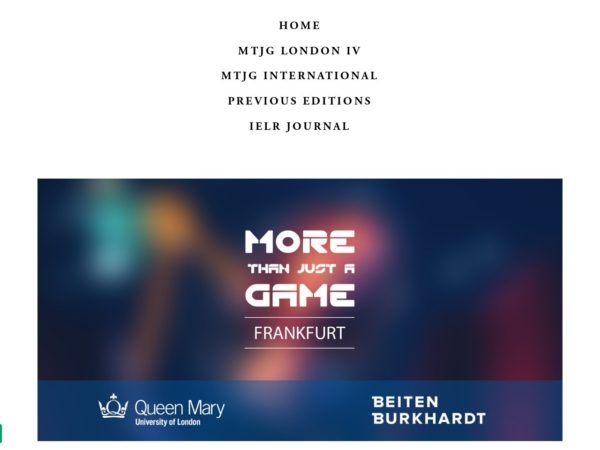 HOME
MTJG LONDON IV
MTJG INTERNATIONAL
PREVIOUS EDITIONS
IELR JOURNAL
MORE
THAN JUST A
GAME
FRANKFURT
Queen Mary
University of London
BEITEN
BURKHARDT